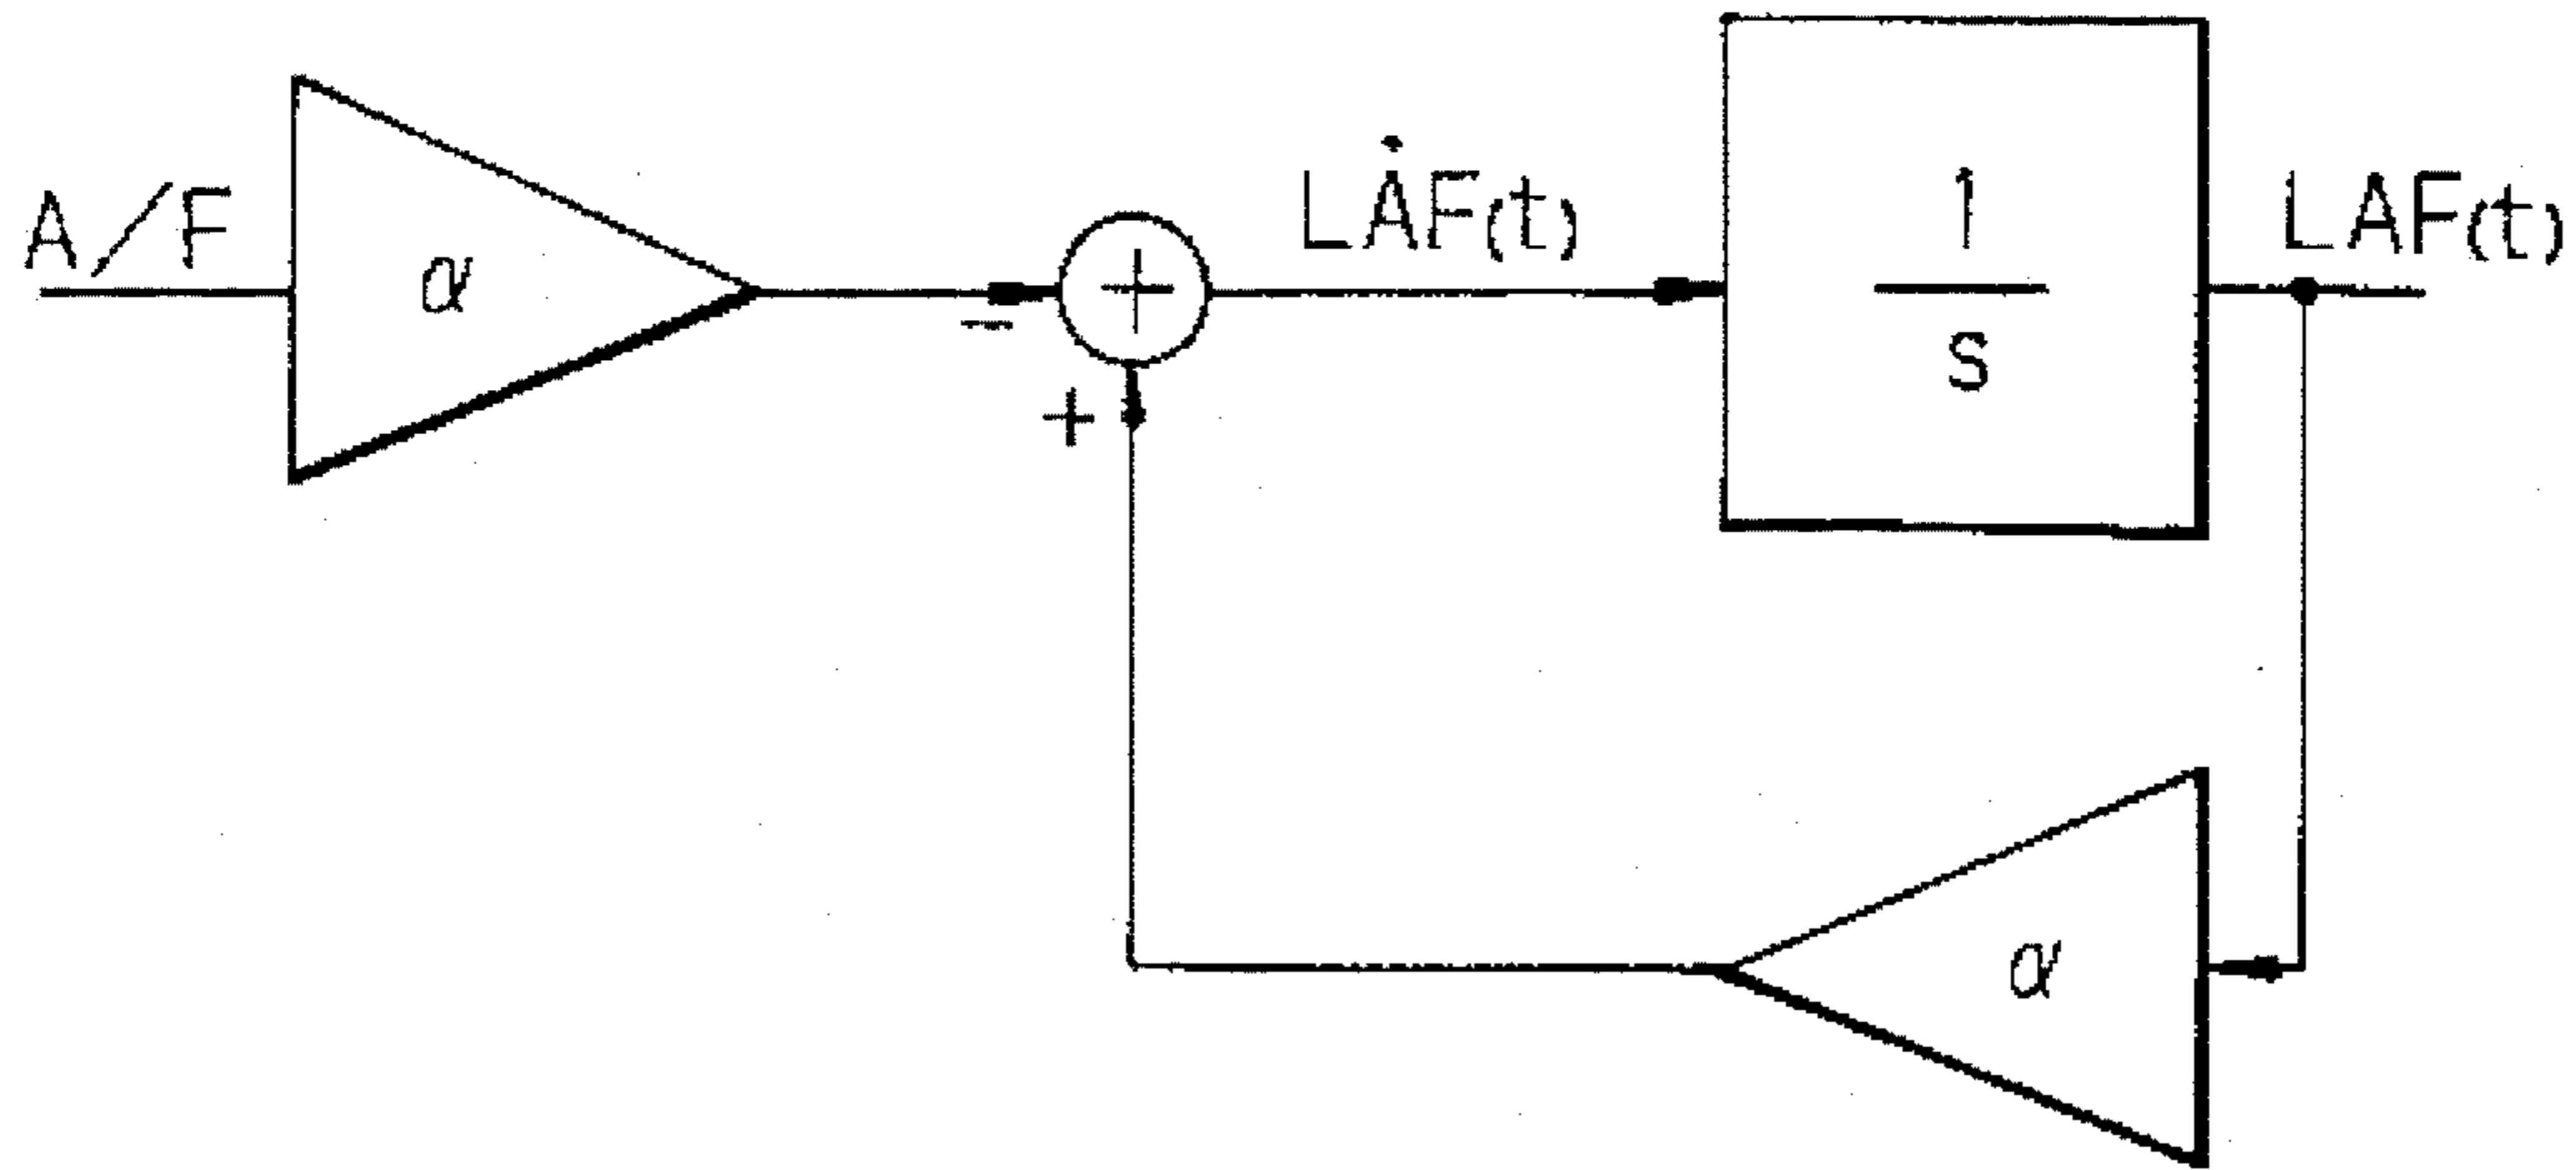 A/F
α
−
+
+
LȦF(t)
1
S
LAF(t)
α